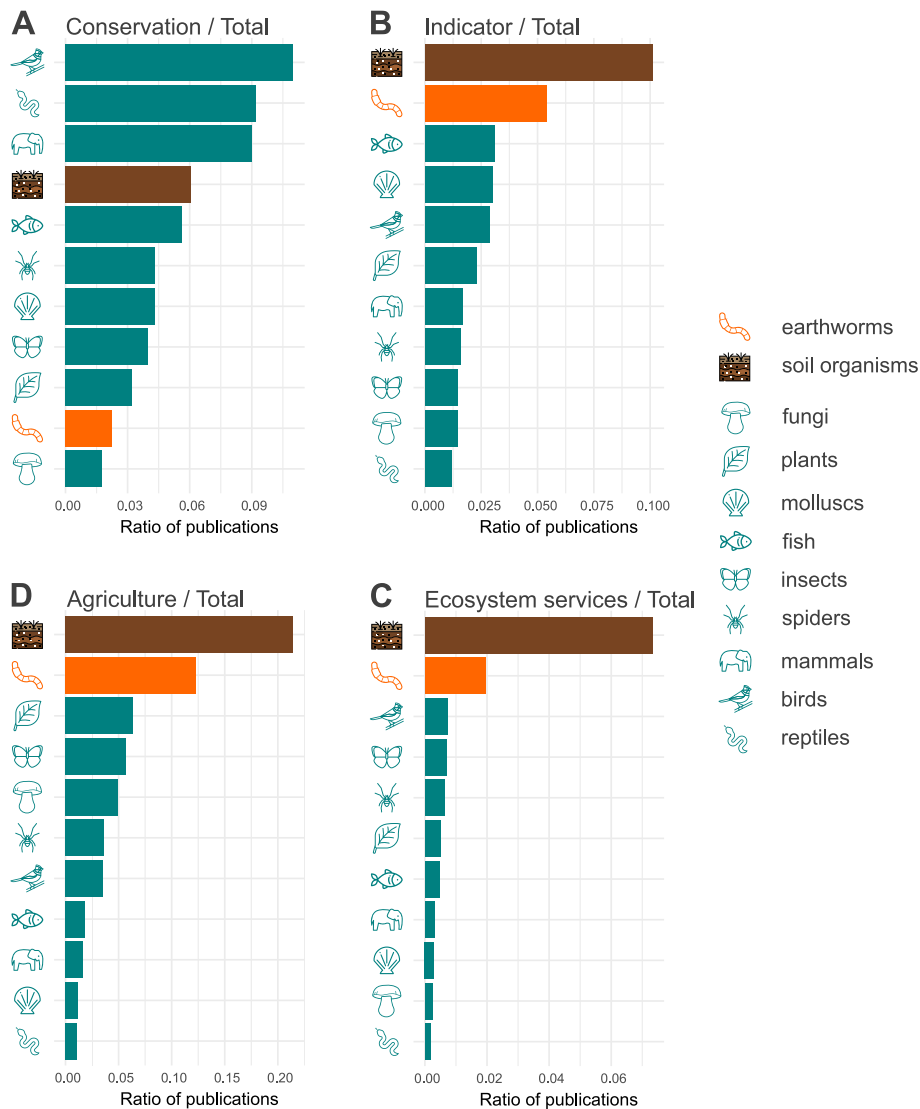 A Conservation / Total
0.00 0.03 0.06 0.09
Ratio of publications
B Indicator / Total
0.000 0.025 0.050 0.075 0.100
Ratio of publications
earthworms
soil organisms
fungi
plants
molluscs
fish
insects
spiders
mammals
birds
reptiles
D Agriculture / Total
0.00 0.05 0.10 0.15 0.20
Ratio of publications
C Ecosystem services / Total
0.00 0.02 0.04 0.06
Ratio of publications